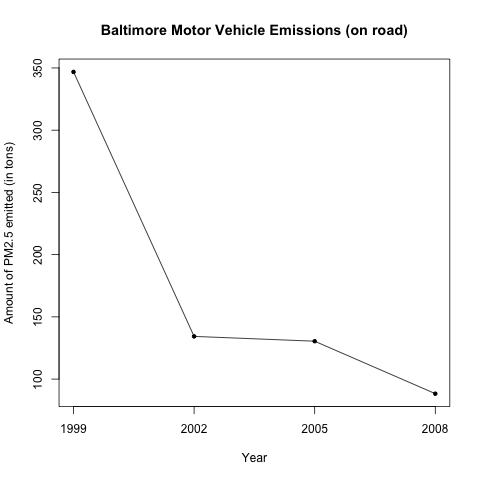 Baltimore Motor Vehicle Emissions (on road)
Amount of PM2.5 emitted (in tons)
350
300
250
200
150
100
1999 2002 2005 2008
Year